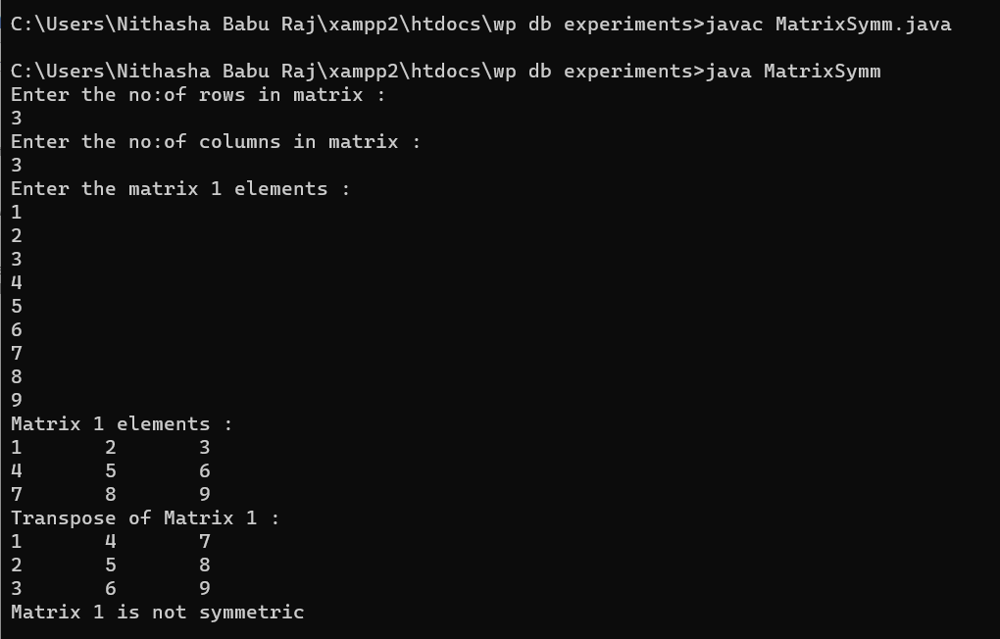 C:\Users\Nithasha Babu Raj\xampp2\htdocs\wp db experiments>javac MatrixSymm.java
C:\Users\Nithasha Babu Raj\xampp2\htdocs\wp db experiments>java MatrixSymm
Enter the no:of rows in matrix :
3
Enter the no:of columns in matrix :
3
Enter the matrix 1 elements :
1
2
3
4
5
6
7
8
9
Matrix 1 elements :
1 2 3
4 5 6
7 8 9
Transpose of Matrix 1 :
1 4 7
2 5 8
3 6 9
Matrix 1 is not symmetric